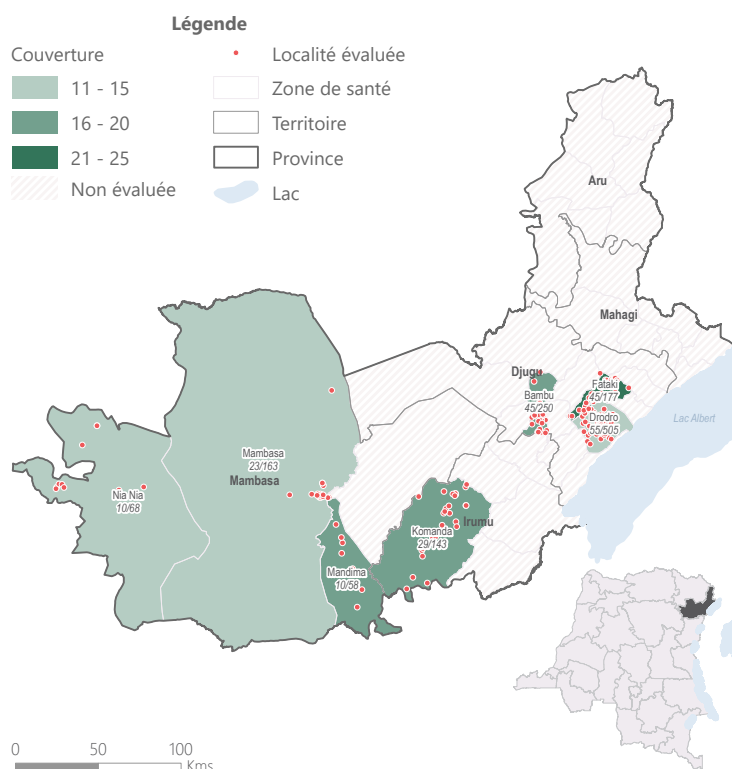 Légende
Couverture
11 - 15
16 - 20
21 - 25
Non évaluée
Localité évaluée
Zone de santé
Territoire
Province
Lac
Aru
Mahagi
Djugu
Fataki
45/177
Bambu
45/250
Drodro
55/505
Lac Albert
Mambasa
23/163
Mambasa
Nia Nia
10/68
Irumu
Komanda
29/143
Mandima
10/58
0 50 100
Kms